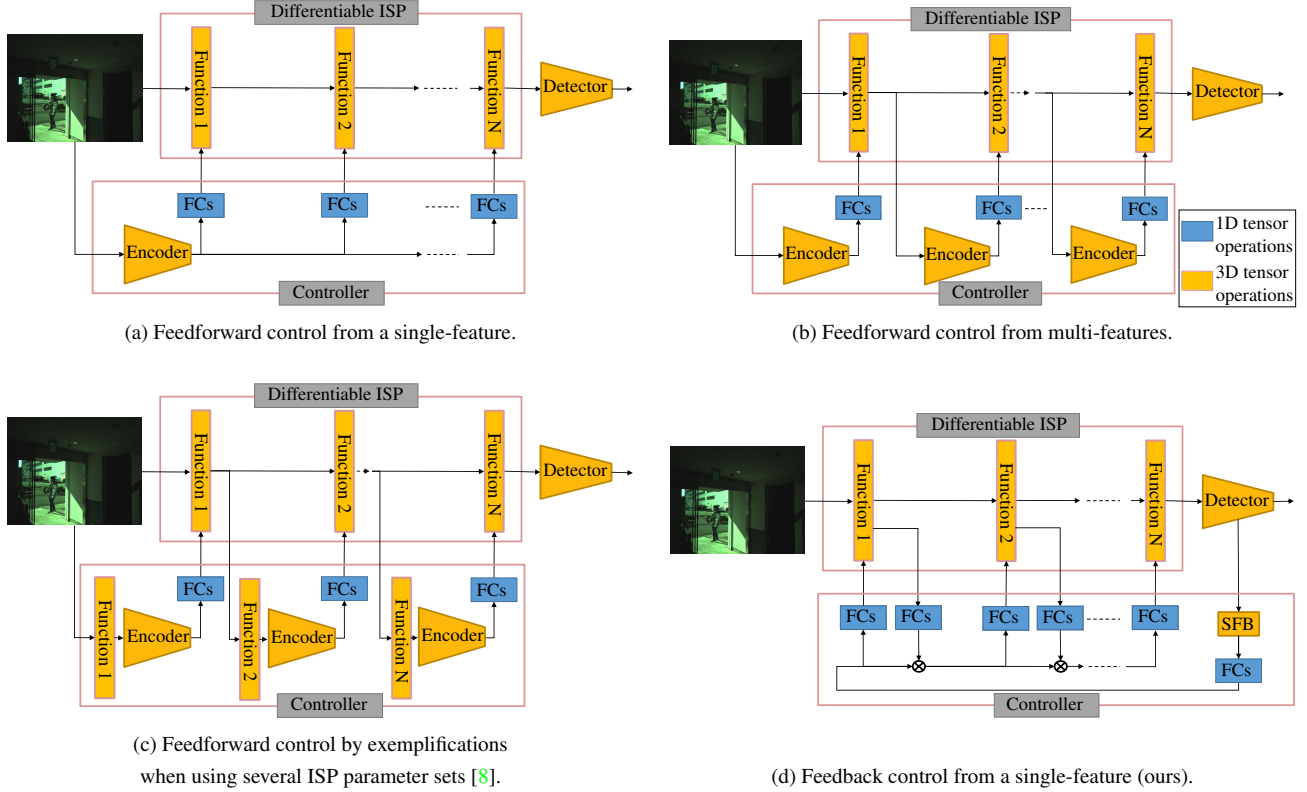 Differentiable ISP
Function 1
Function 2
Function N
Detector
FCs
FCs
FCs
Encoder
Controller
(a) Feedforward control from a single-feature.
Differentiable ISP
Function 1
Function 2
Function N
Detector
FCs
FCs
FCs
Encoder
Encoder
Encoder
Controller
1D tensor
operations
3D tensor
operations
(b) Feedforward control from multi-features.
Differentiable ISP
Function 1
Function 2
Function N
Detector
FCs
FCs
FCs
Function 1
Encoder
Function 2
Encoder
Function N
Encoder
Controller
(c) Feedforward control by exemplifications
when using several ISP parameter sets [8].
Differentiable ISP
Function 1
Function 2
Function N
Detector
FCs
FCs
FCs
FCs
FCs
SFB
FCs
Controller
(d) Feedback control from a single-feature (ours).